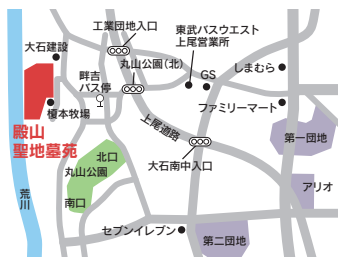 工業団地入口
東武バスウエスト
上尾営業所
大石建設
丸山公園(北)
畔吉
バス停
GS
しまむら
榎本牧場
ファミリーマート
上尾道路
殿山
聖地墓苑
第一団地
大石南中入口
北口
丸山公園
荒川
南口
アリオ
セブンイレブン
第二団地